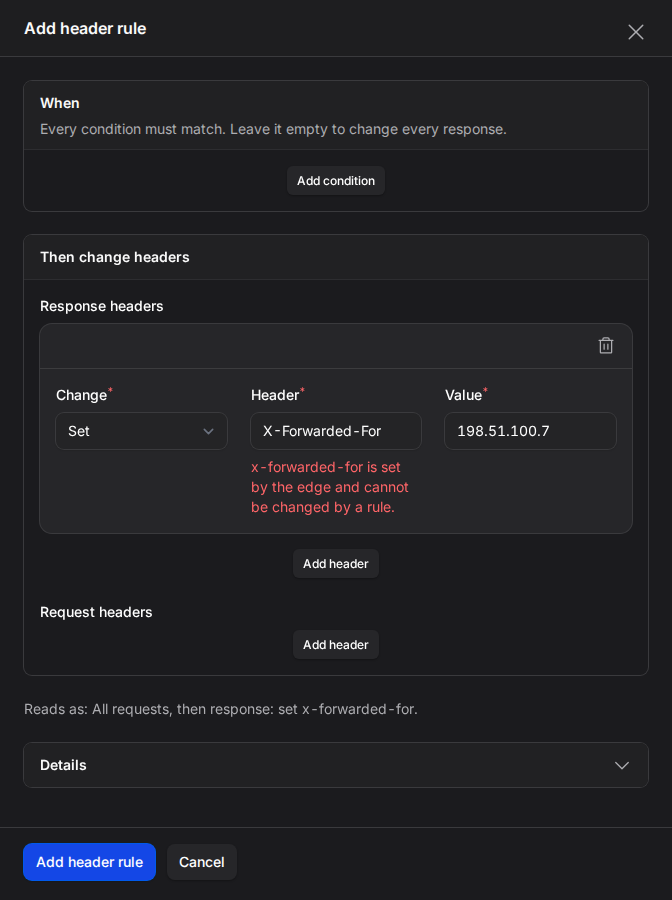 Add header rule
When
Every condition must match. Leave it empty to change every response.
Add condition
Then change headers
Response headers
Change* Header* Value*
Set X-Forwarded-For 198.51.100.7
x-forwarded-for is set
by the edge and cannot
be changed by a rule.
Add header
Request headers
Add header
Reads as: All requests, then response: set x-forwarded-for.
Details
Add header rule Cancel